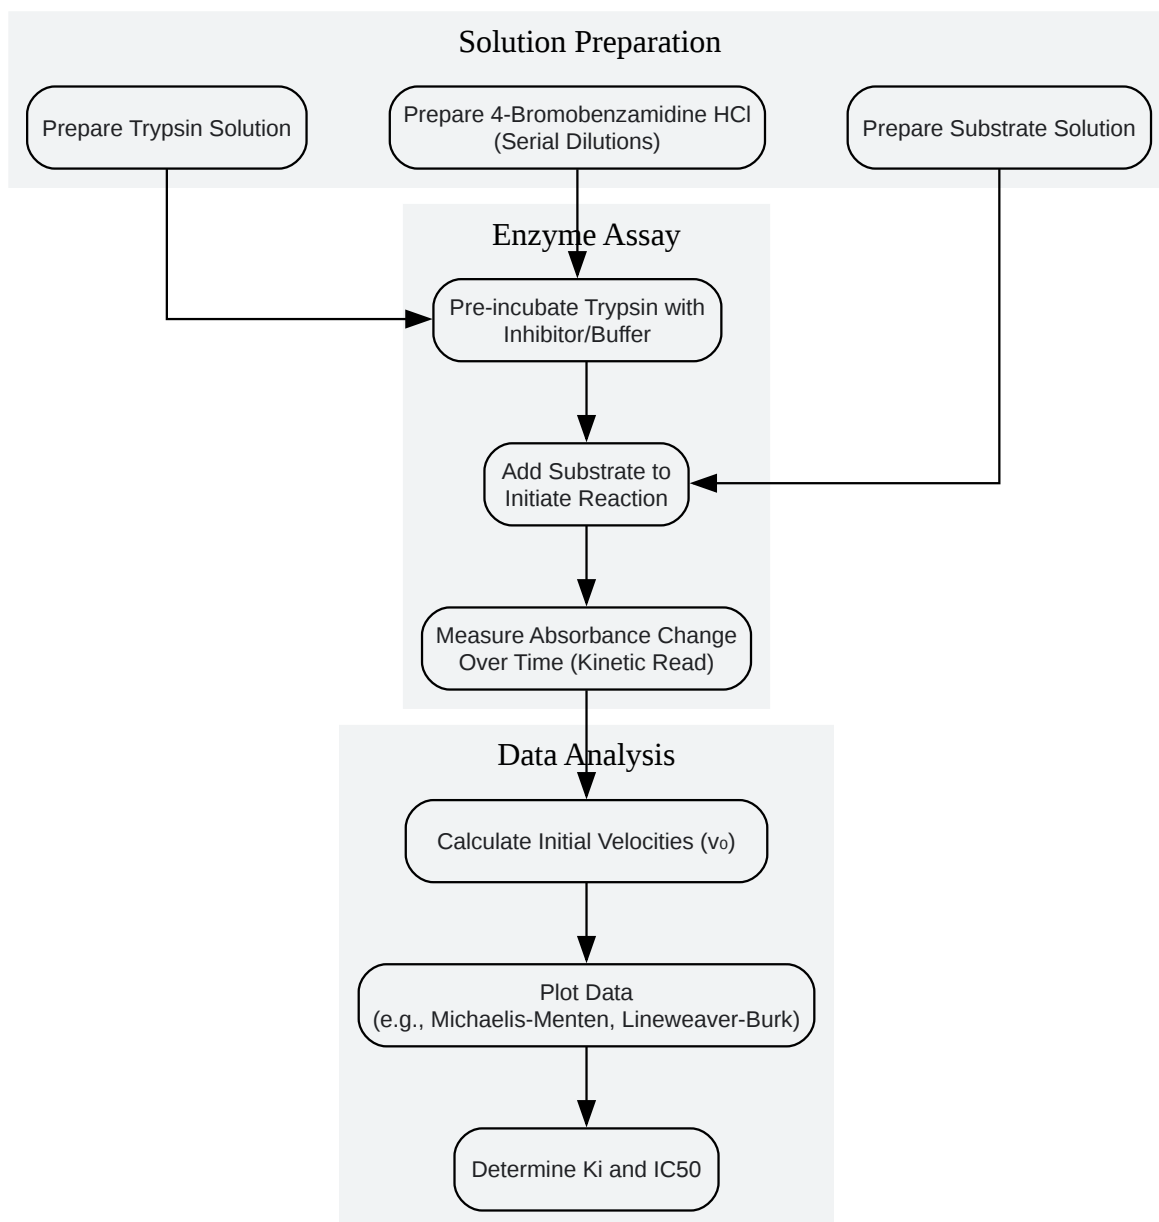 Solution Preparation
Prepare Trypsin Solution
Prepare 4-Bromobenzamidine HCl
(Serial Dilutions)
Prepare Substrate Solution
Enzyme Assay
Pre-incubate Trypsin with
Inhibitor/Buffer
Add Substrate to
Initiate Reaction
Measure Absorbance Change
Over Time (Kinetic Read)
Data Analysis
Calculate Initial Velocities (v₀)
Plot Data
(e.g., Michaelis-Menten, Lineweaver-Burk)
Determine Ki and IC50